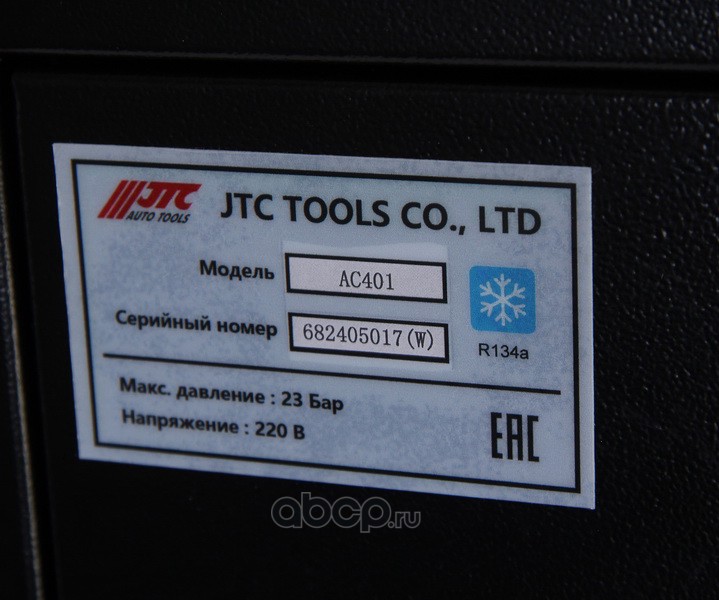 JTC
AUTO TOOLS
JTC TOOLS CO., LTD
Модель AC401
Серийный номер 682405017(W)
R134a
Макс. давление : 23 Бар
Напряжение : 220 В
EAC
abcp.ru